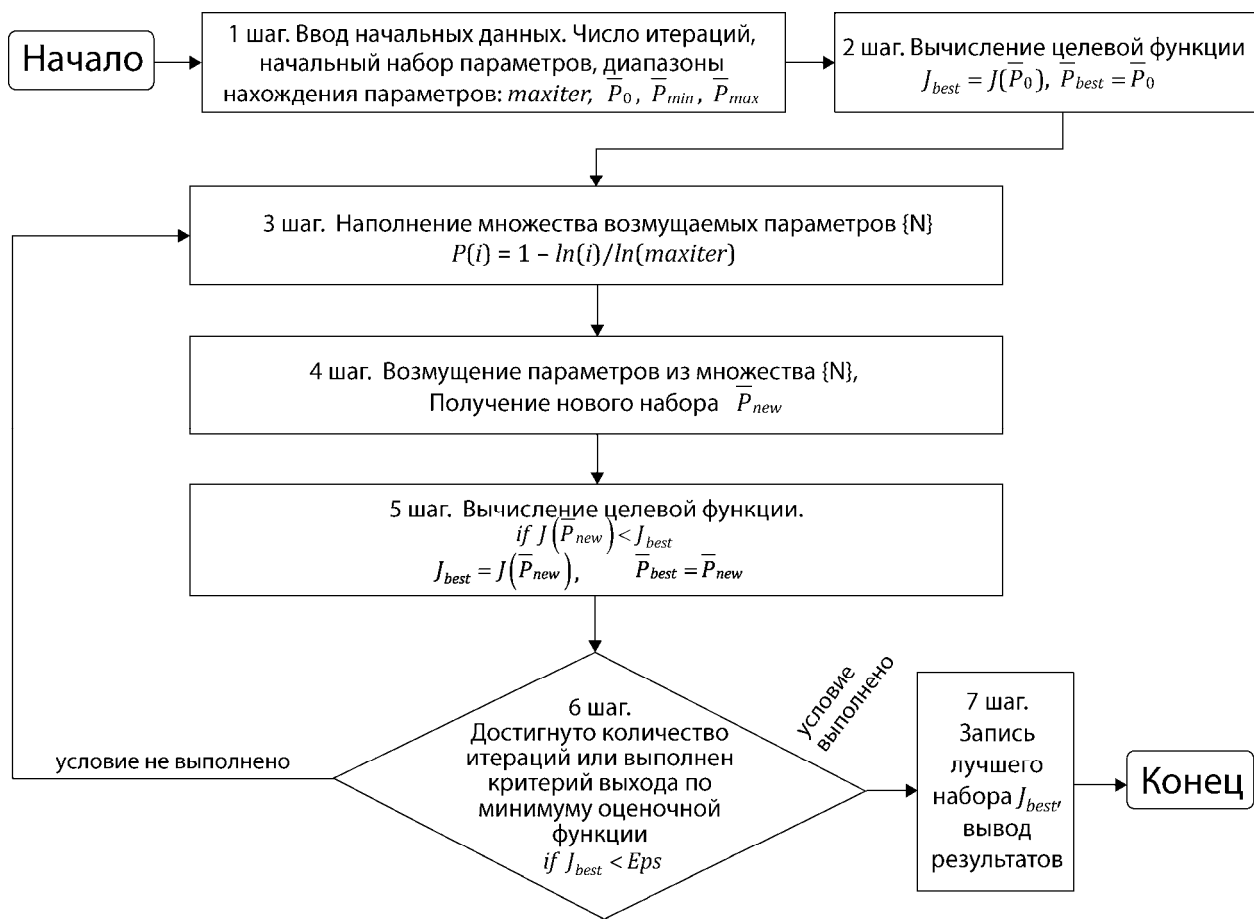 Начало
1 шаг. Ввод начальных данных. Число итераций,
начальный набор параметров, диапазоны
нахождения параметров: maxiter, P̅₀, P̅min, P̅max
2 шаг. Вычисление целевой функции
Jbest = J(P̅₀), P̅best = P̅₀
3 шаг. Наполнение множества возмущаемых параметров {N}
P(i) = 1 – ln(i)/ln(maxiter)
4 шаг. Возмущение параметров из множества {N},
Получение нового набора P̅new
5 шаг. Вычисление целевой функции.
if J(P̅new) < Jbest
Jbest = J(P̅new), P̅best = P̅new
6 шаг.
Достигнуто количество
итераций или выполнен
критерий выхода по
минимуму оценочной
функции
if Jbest < Eps
условие не выполнено
условие
выполнено
7 шаг.
Запись
лучшего
набора Jbest,
вывод
результатов
Конец